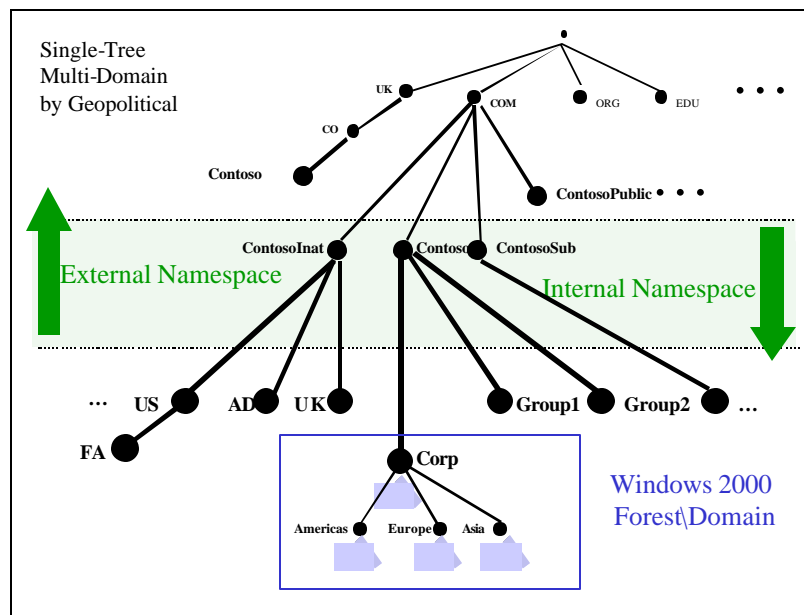 Single-Tree
Multi-Domain
by Geopolitical
UK
COM
ORG
EDU
• • •
CO
Contoso
ContosoPublic • • •
ContosoInat
Contoso
ContosoSub
External Namespace
Internal Namespace
...
US
AD
UK
Group1
Group2
...
FA
Corp
Windows 2000
Forest\Domain
Americas
Europe
Asia